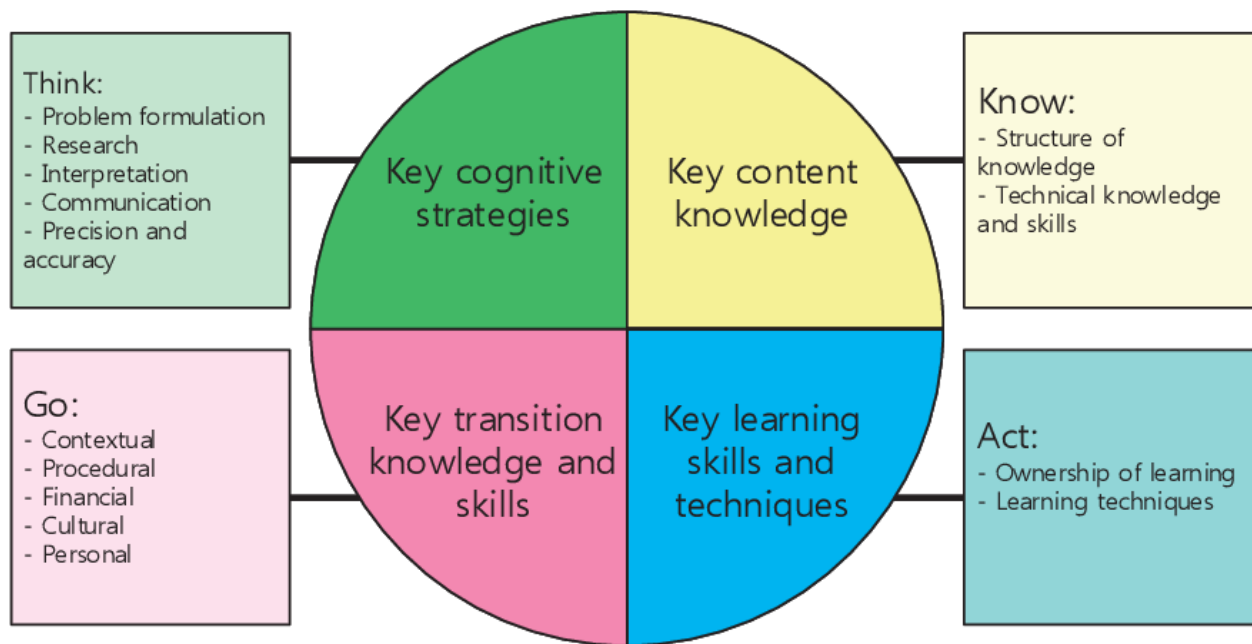 Think:
- Problem formulation
- Research
- Interpretation
- Communication
- Precision and
accuracy
Key cognitive
strategies
Key content
knowledge
Know:
- Structure of
knowledge
- Technical knowledge
and skills
Go:
- Contextual
- Procedural
- Financial
- Cultural
- Personal
Key transition
knowledge and
skills
Key learning
skills and
techniques
Act:
- Ownership of learning
- Learning techniques